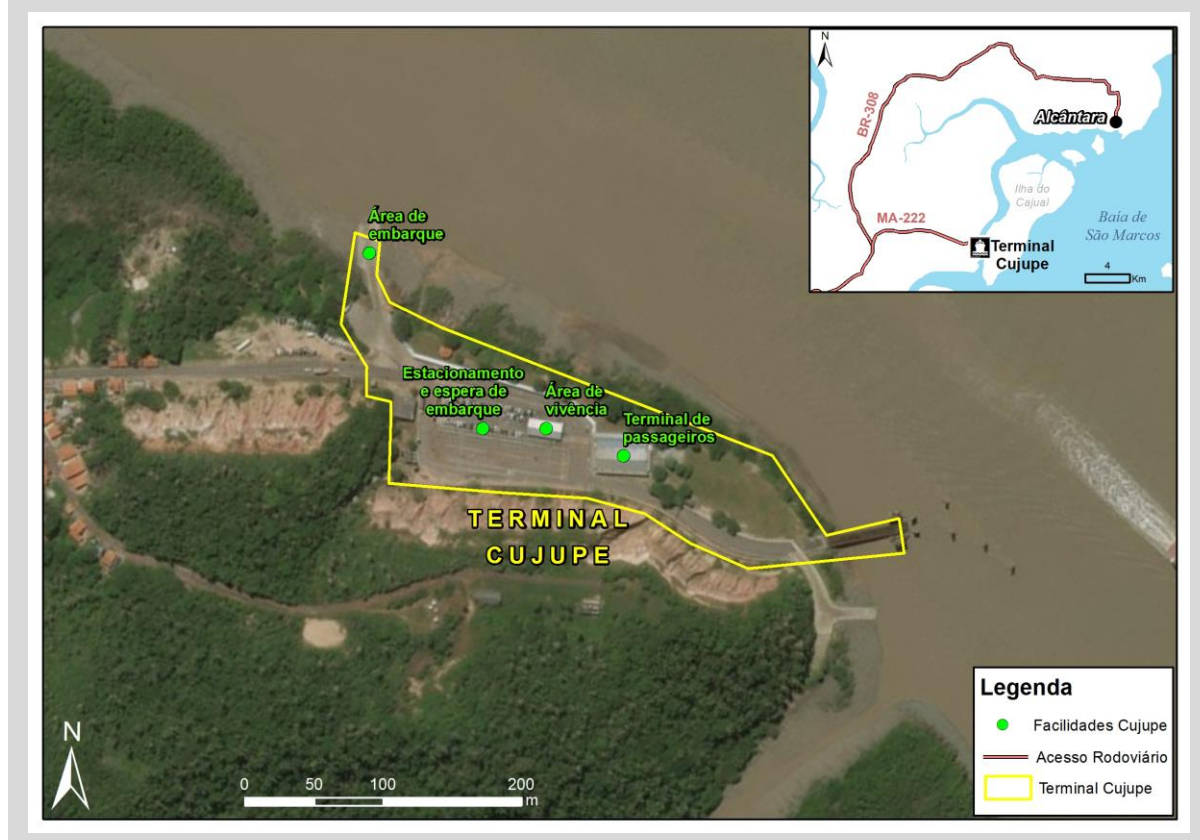 Área de
embarque
Estacionamento
e espera de
embarque
Área de
vivência
Terminal de
passageiros
TERMINAL
CUJUPE
N
0 50 100 200
m
N
BR-308
Alcântara
Ilha do
Cajual
MA-222
Baía de
São Marcos
Terminal
Cujupe
4
Km
Legenda
Facilidades Cujupe
Acesso Rodoviário
Terminal Cujupe